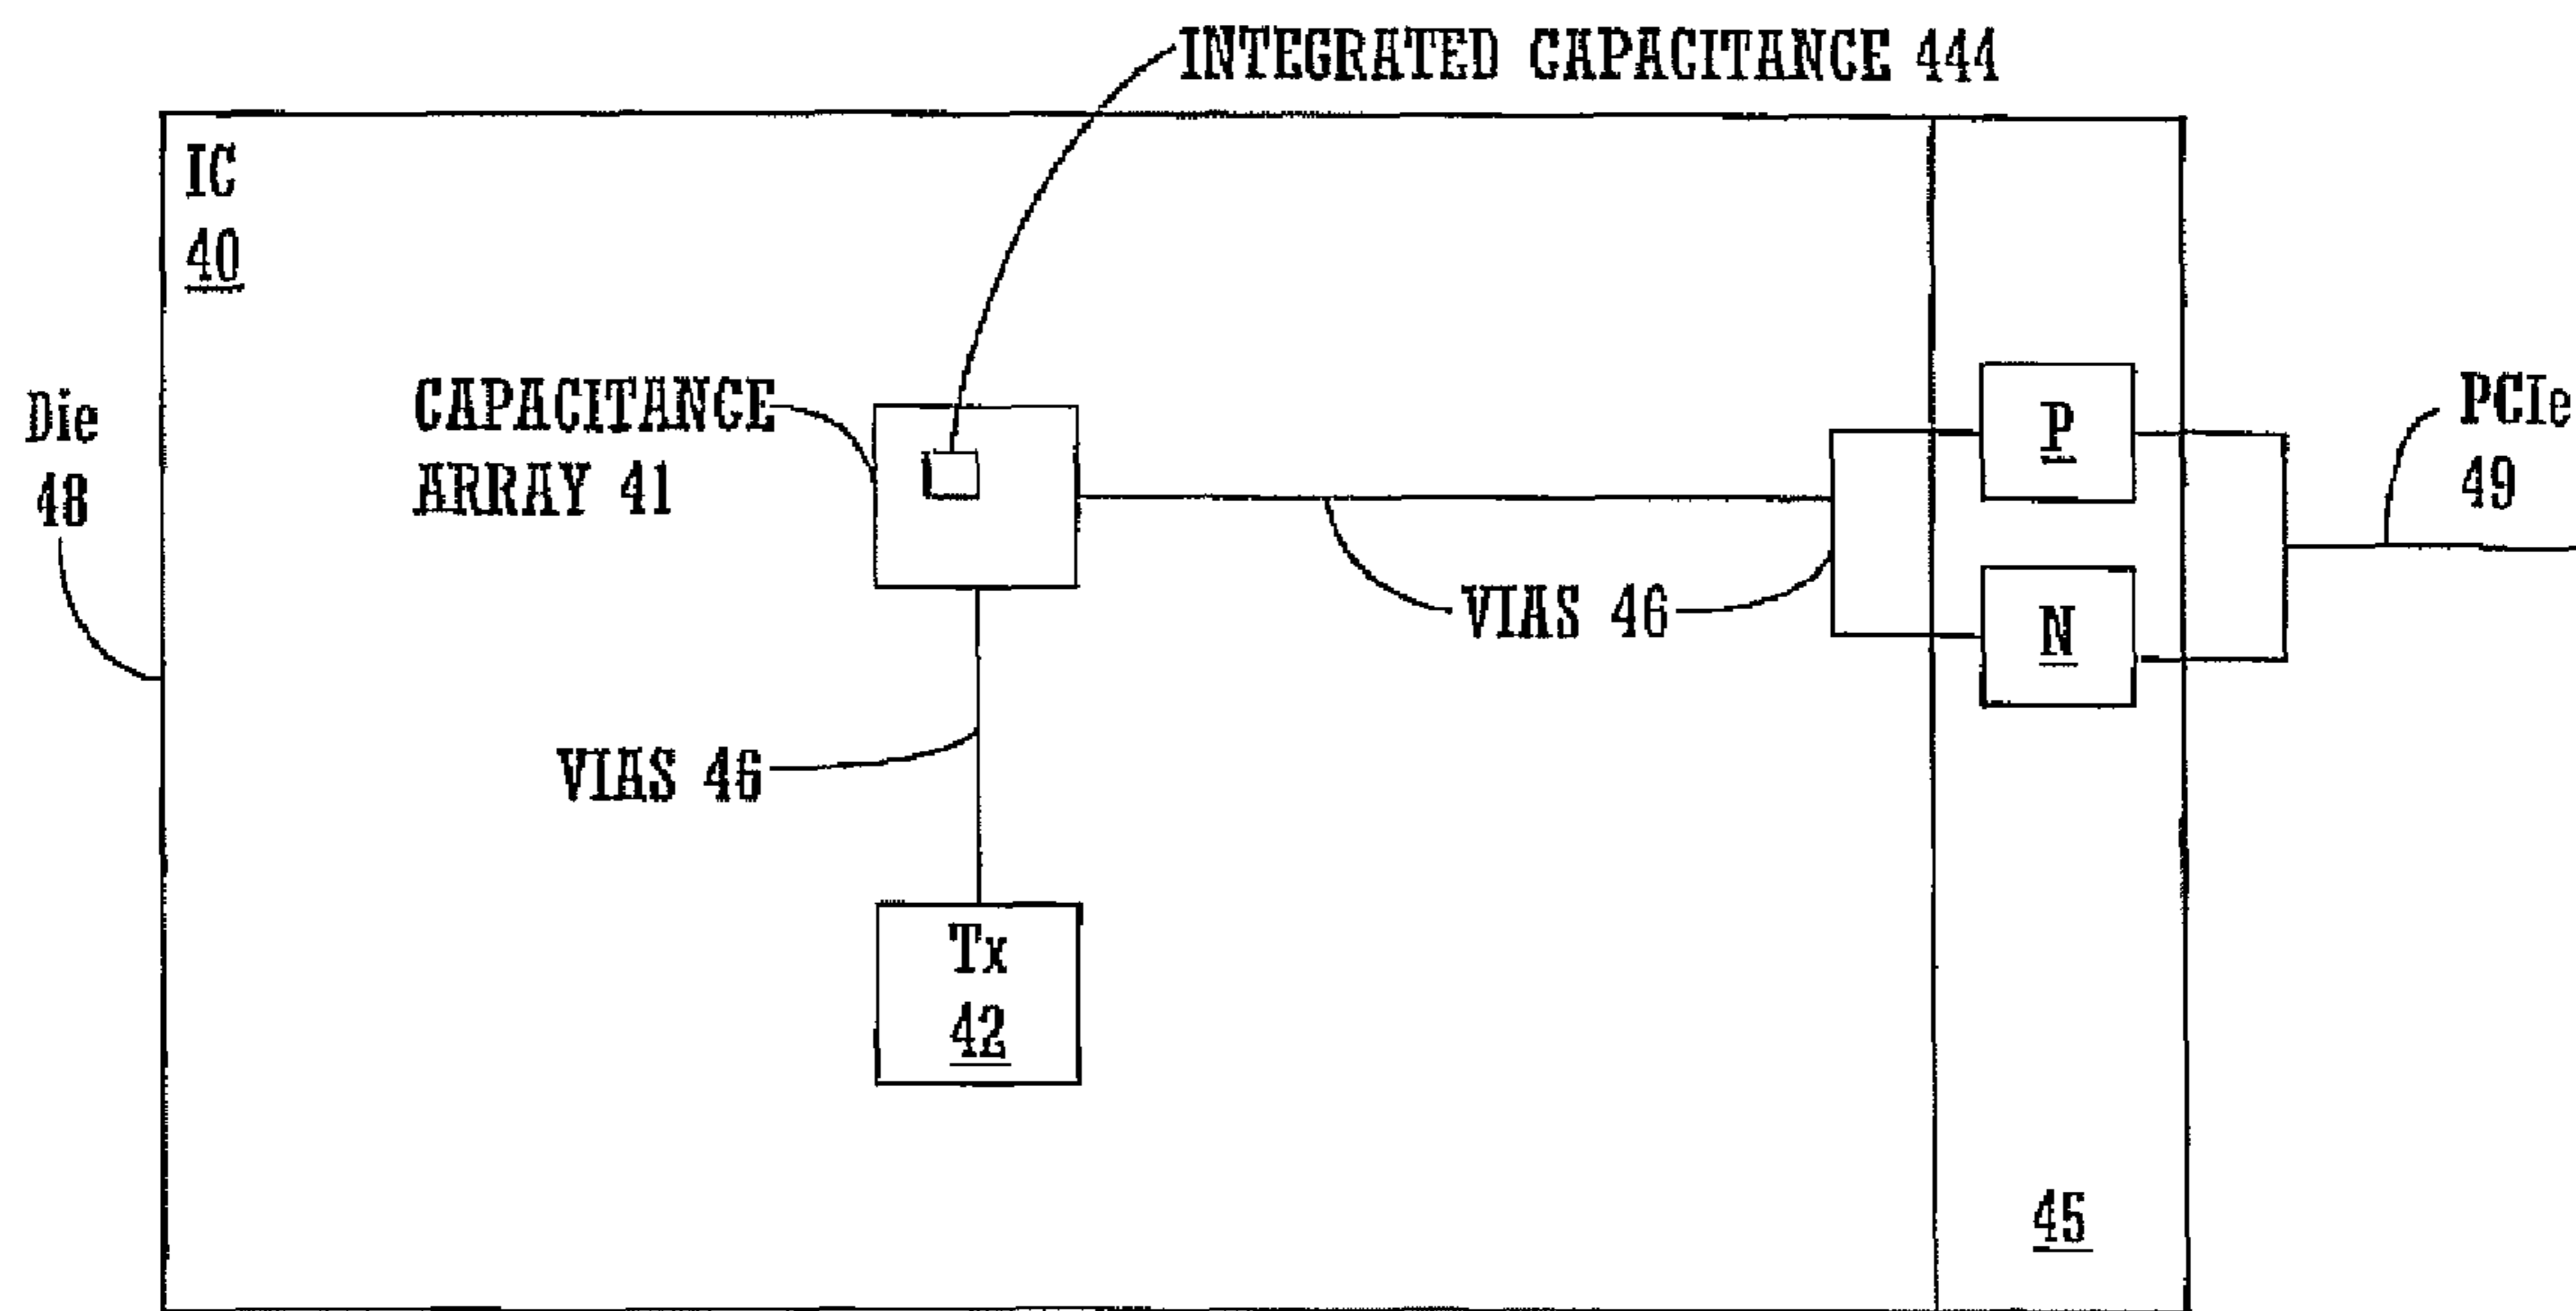 INTEGRATED CAPACITANCE 444
IC
40
Die
48
CAPACITANCE
ARRAY 41
P
PCIe
49
VIAS 46
N
VIAS 46
Tx
42
45